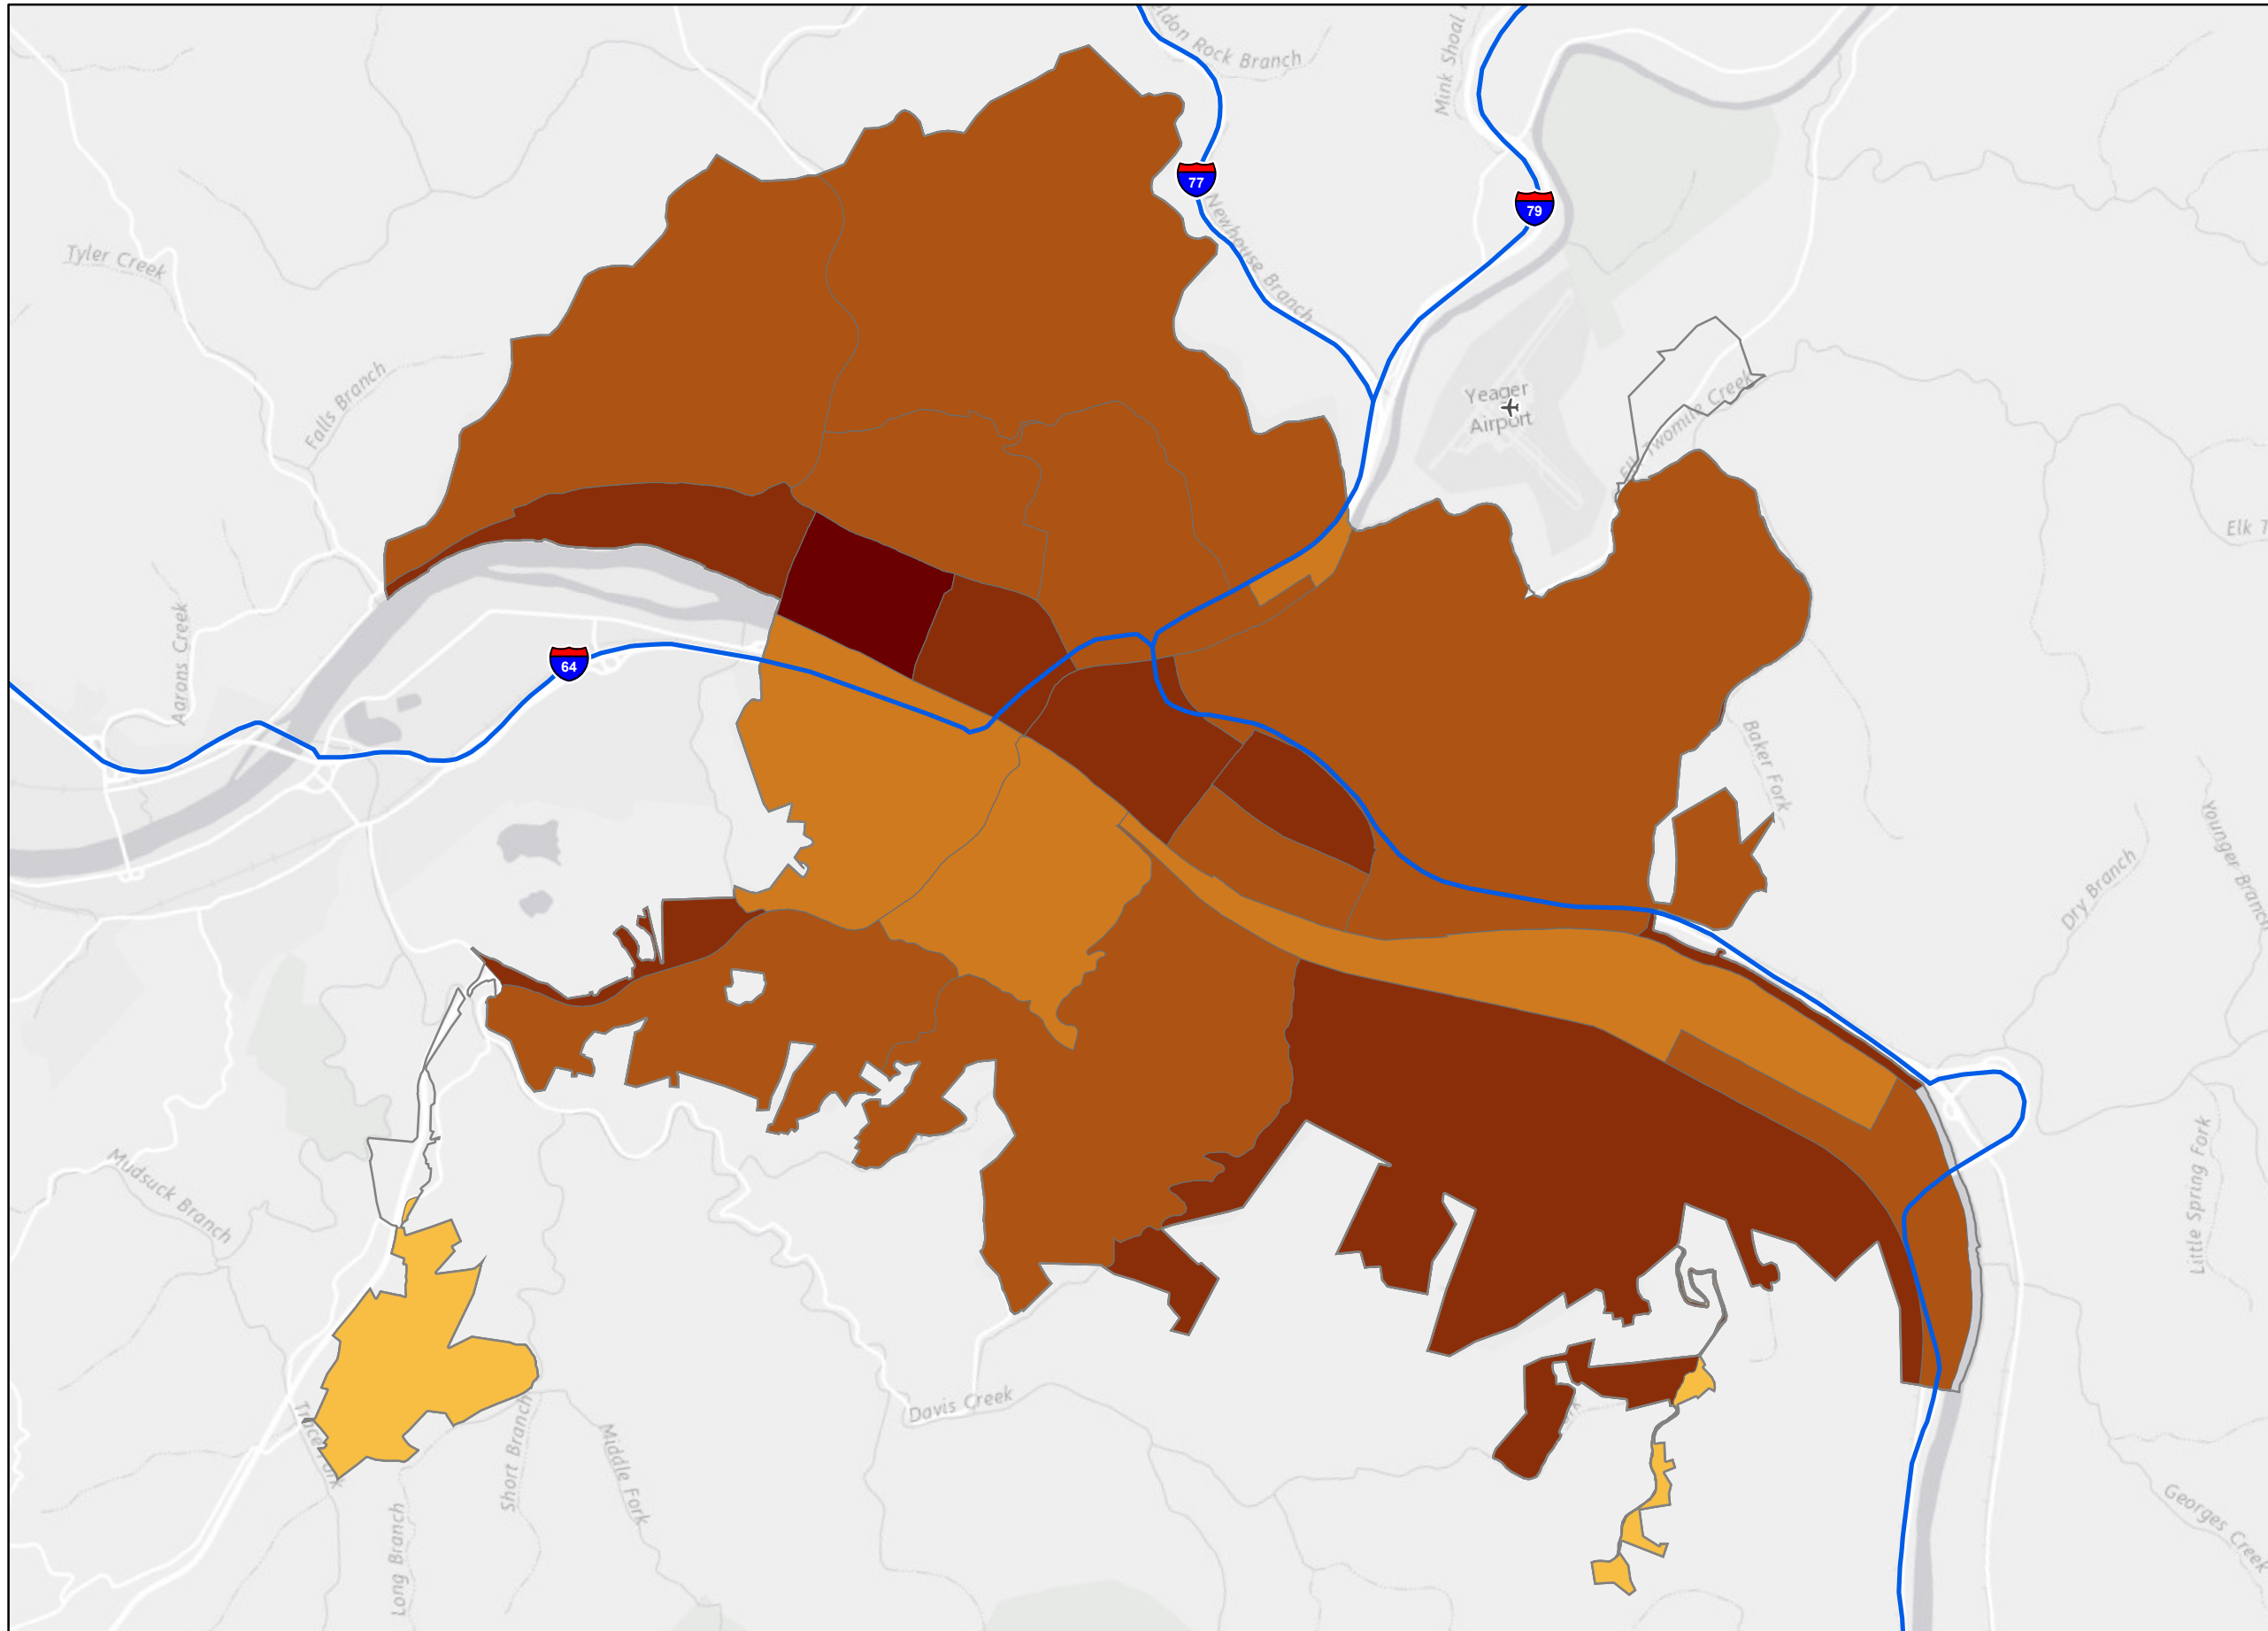 Rock Branch
Mink Shoal
77
79
Newhouse Branch
Tyler Creek
Yeager
Airport
Falls Branch
Elk Twomile Creek
Elk
Aarons Creek
64
Baker Fork
Younger Branch
Dry Branch
Mudsuck Branch
Little Spring Fork
Davis Creek
Short Branch
Middle Fork
Long Branch
Georges Creek